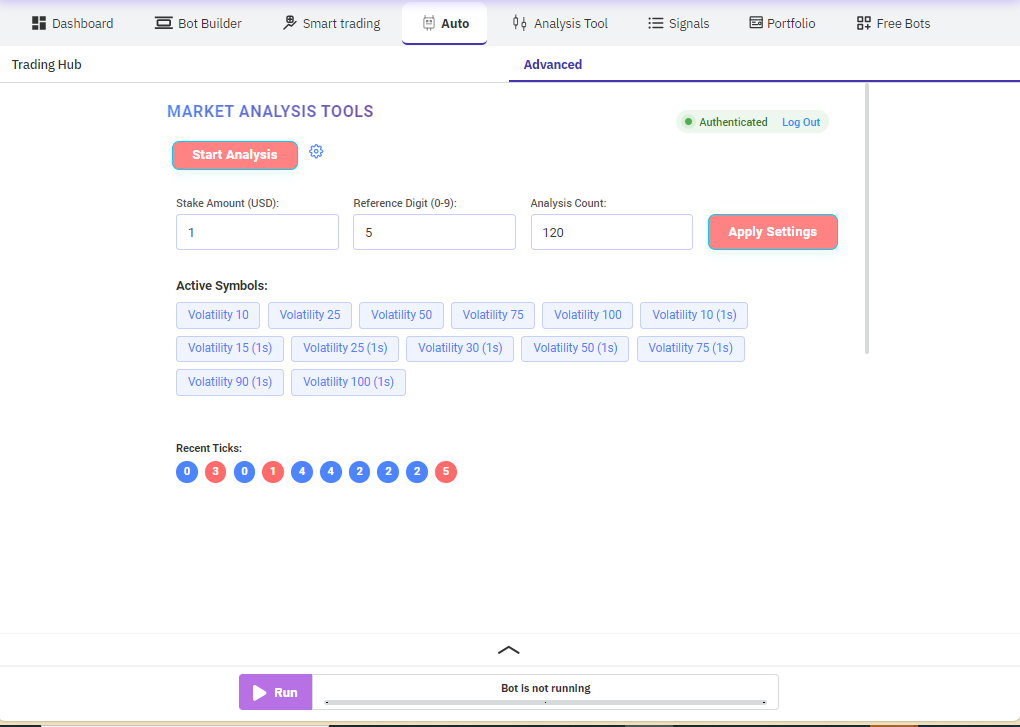 Dashboard Bot Builder Smart trading Auto Analysis Tool Signals Portfolio Free Bots
Trading Hub Advanced
MARKET ANALYSIS TOOLS
Authenticated Log Out
Start Analysis
Stake Amount (USD): Reference Digit (0-9): Analysis Count:
1 5 120 Apply Settings
Active Symbols:
Volatility 10 Volatility 25 Volatility 50 Volatility 75 Volatility 100 Volatility 10 (1s)
Volatility 15 (1s) Volatility 25 (1s) Volatility 30 (1s) Volatility 50 (1s) Volatility 75 (1s)
Volatility 90 (1s) Volatility 100 (1s)
Recent Ticks:
0 3 0 1 4 4 2 2 2 5
Run Bot is not running